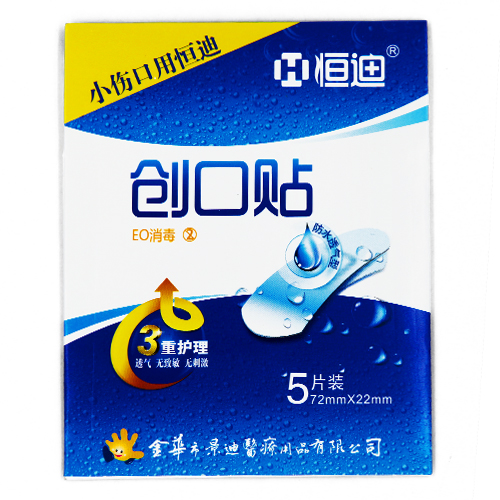 小伤口用恒迪
恒迪®
创口贴
EO消毒 ②
防水透气型
3重护理
透气 无致敏 无刺激
5片装
72mmX22mm
金華市景迪醫療用品有限公司